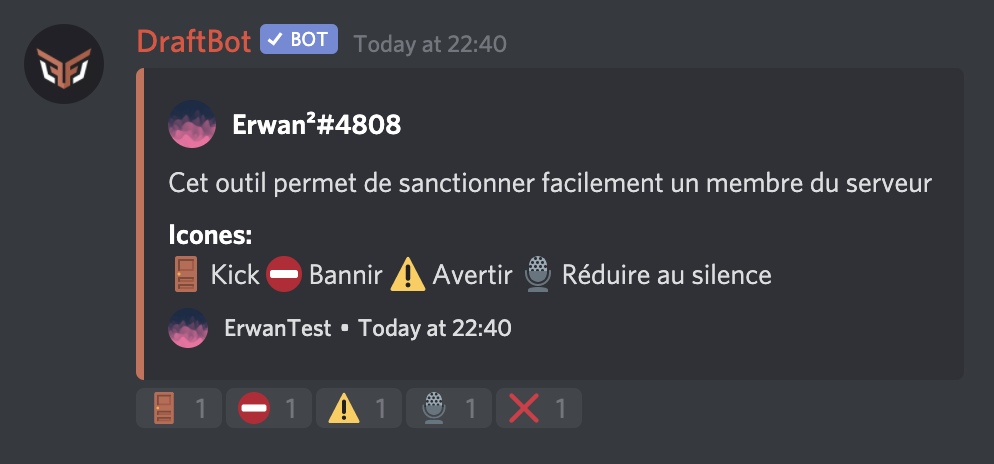 DraftBot BOT Today at 22:40
Erwan²#4808
Cet outil permet de sanctionner facilement un membre du serveur
Icones:
Kick Bannir Avertir Réduire au silence
ErwanTest • Today at 22:40
1 1 1 1 1